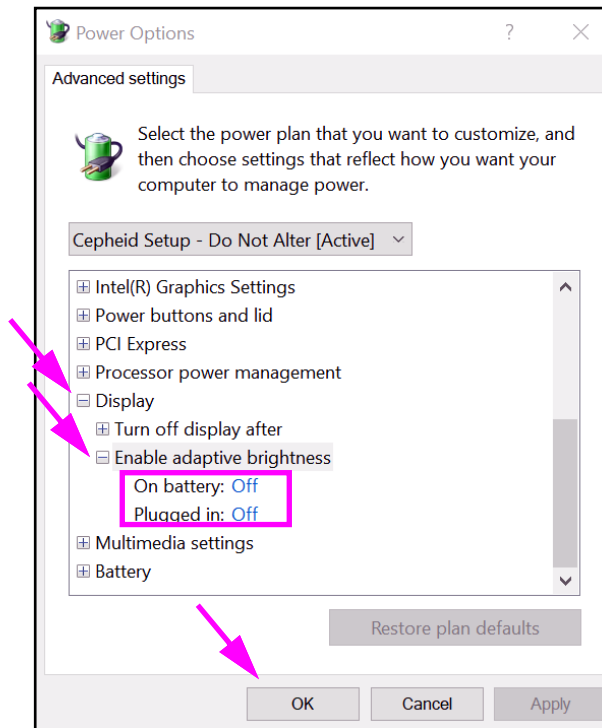 Power Options
Advanced settings
Select the power plan that you want to customize, and
then choose settings that reflect how you want your
computer to manage power.
Cepheid Setup - Do Not Alter [Active]
Intel(R) Graphics Settings
Power buttons and lid
PCI Express
Processor power management
Display
Turn off display after
Enable adaptive brightness
On battery: Off
Plugged in: Off
Multimedia settings
Battery
Restore plan defaults
OK Cancel Apply